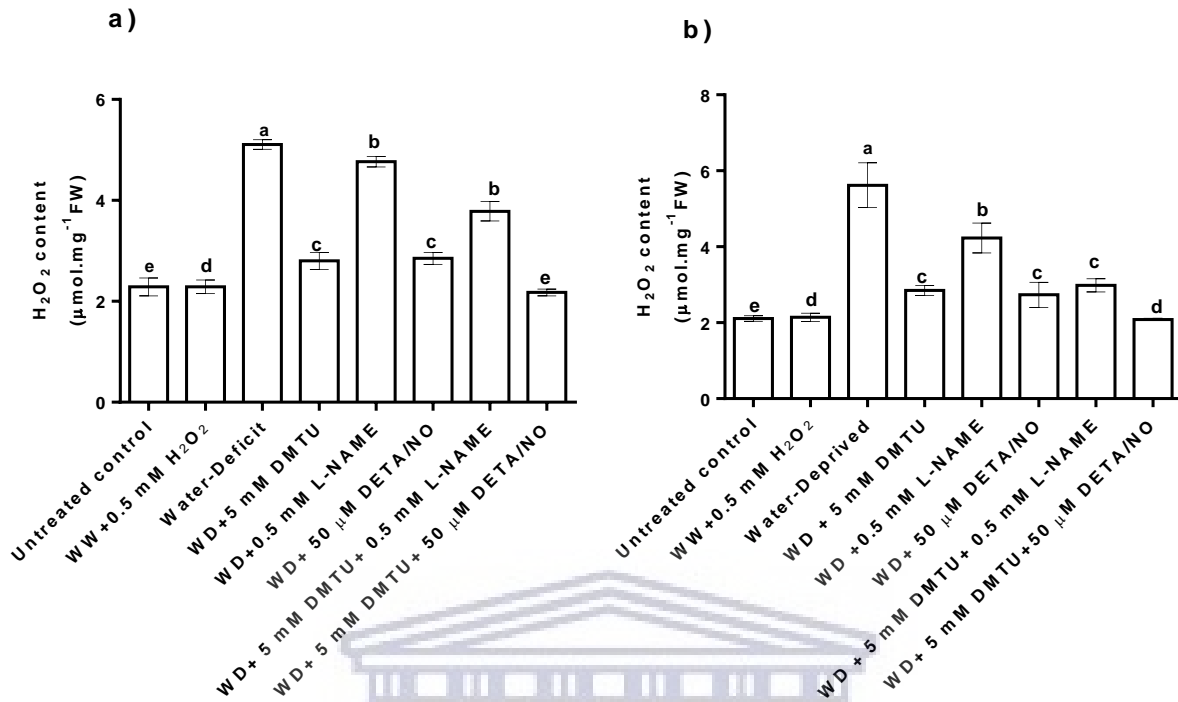 a)
H₂O₂ content
(μmol.mg⁻¹FW)
6
4
2
0
e
d
a
c
b
c
b
e
Untreated control
WW+0.5 mM H₂O₂
Water-Deficit
WD+5 mM DMTU
WD+0.5 mM L-NAME
WD+ 50 μM DETA/NO
WD+ 5 mM DMTU+ 0.5 mM L-NAME
WD+ 5 mM DMTU+ 50 μM DETA/NO
b)
H₂O₂ content
(μmol.mg⁻¹FW)
8
6
4
2
0
e
d
a
c
b
c
c
d
Untreated control
WW+0.5 mM H₂O₂
Water-Deprived
WD + 5 mM DMTU
WD +0.5 mM L-NAME
WD+ 50 μM DETA/NO
WD + 5 mM DMTU+ 0.5 mM L-NAME
WD+ 5 mM DMTU+50 μM DETA/NO